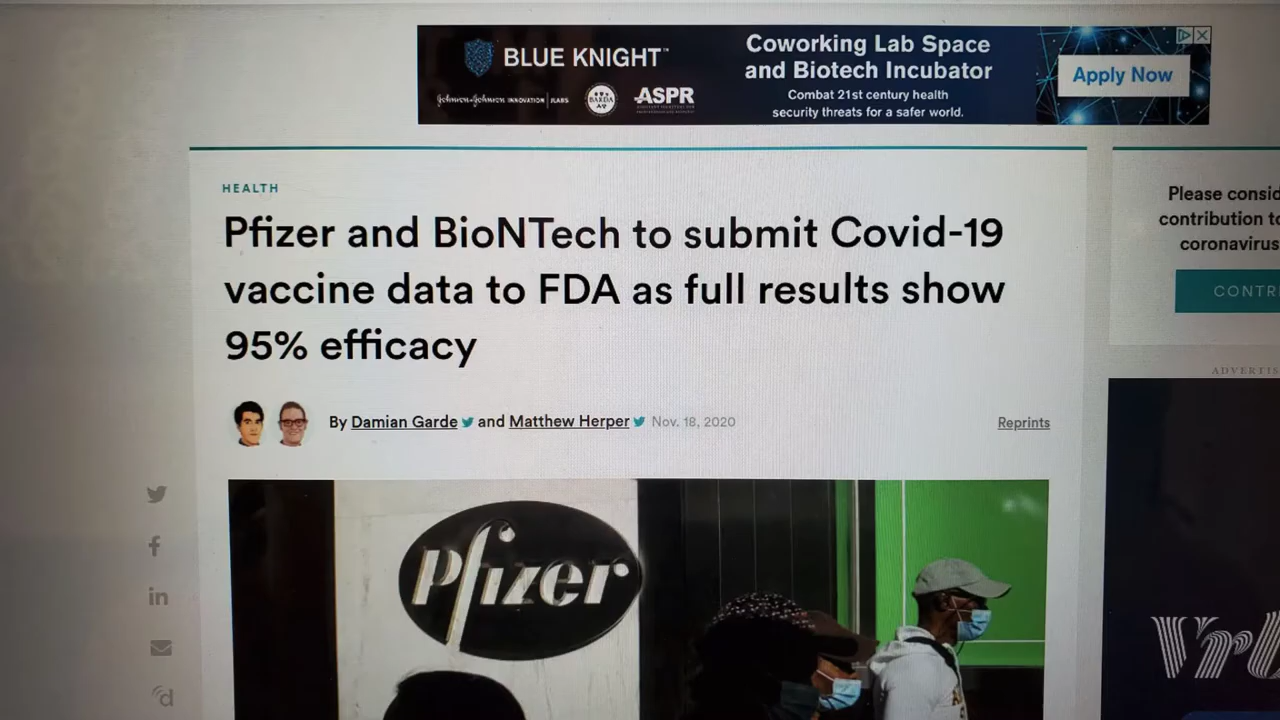 BLUE KNIGHT™
Johnson & Johnson INNOVATION | JLABS
BARDA
ASPR
Coworking Lab Space
and Biotech Incubator
Combat 21st century health
security threats for a safer world.
Apply Now
HEALTH
Pfizer and BioNTech to submit Covid-19
vaccine data to FDA as full results show
95% efficacy
By Damian Garde and Matthew Herper Nov. 18, 2020
Reprints
Please consid
contribution to
coronavirus
CONTR
ADVERTIS
Pfizer